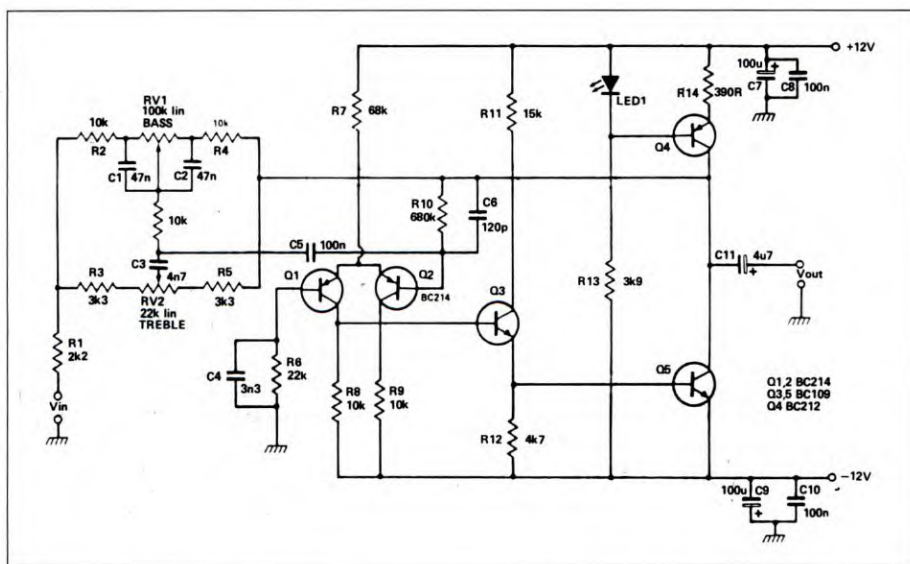 RV1
100k lin
BASS
10k
R2
10k
R4
C1
47n
C2
47n
10k
C3
4n7
R3
3k3
RV2
22k lin
TREBLE
R5
3k3
R1
2k2
Vin
C5
100n
R7
68k
R10
680k
C6
120p
Q1
Q2
BC214
C4
3n3
R6
22k
R8
10k
R9
10k
R11
15k
Q3
R12
4k7
LED1
R13
3k9
R14
390R
Q4
Q5
100u
+
C7
C8
100n
+12V
C11
4u7
+
Vout
Q1,2 BC214
Q3,5 BC109
Q4 BC212
−12V
100u
C9
+
C10
100n